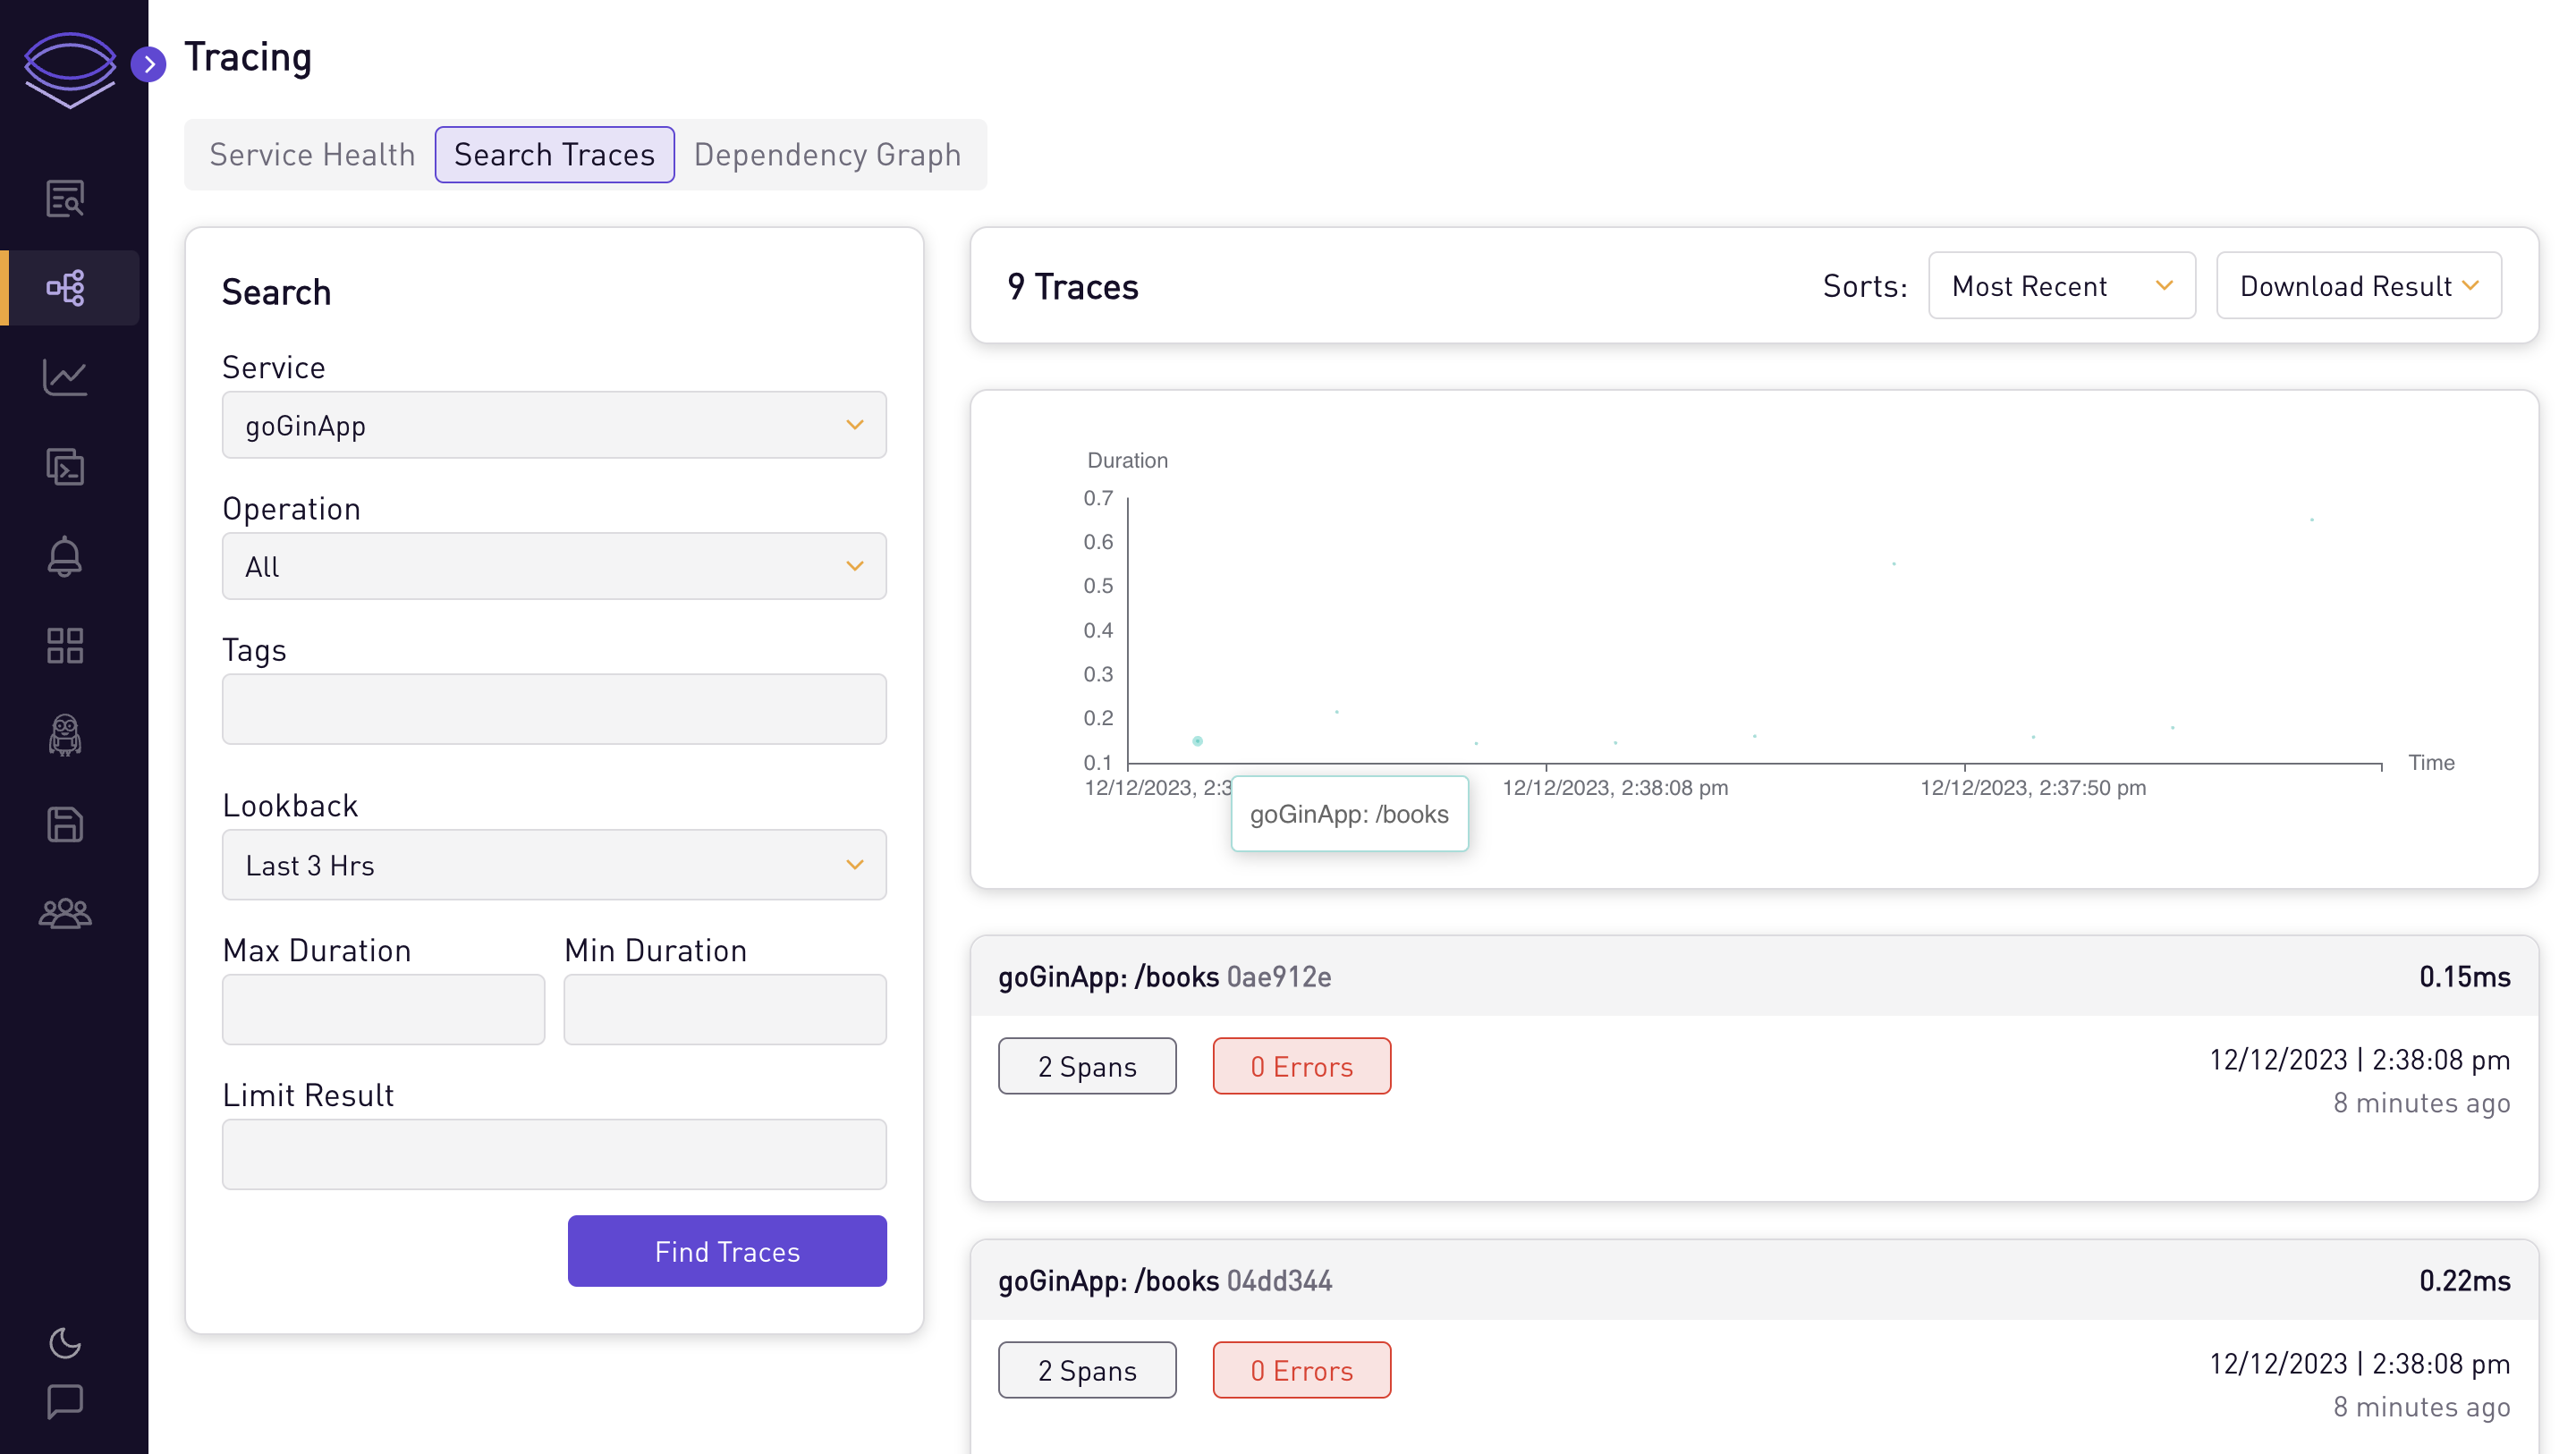 Tracing
Service Health
Search Traces
Dependency Graph
Search
Service
goGinApp
Operation
All
Tags
Lookback
Last 3 Hrs
Max Duration
Min Duration
Limit Result
Find Traces
9 Traces
Sorts:
Most Recent
Download Result
Duration
0.7
0.6
0.5
0.4
0.3
0.2
0.1
Time
12/12/2023, 2:3
12/12/2023, 2:38:08 pm
12/12/2023, 2:37:50 pm
goGinApp: /books
goGinApp: /books 0ae912e
0.15ms
2 Spans
0 Errors
12/12/2023 | 2:38:08 pm
8 minutes ago
goGinApp: /books 04dd344
0.22ms
2 Spans
0 Errors
12/12/2023 | 2:38:08 pm
8 minutes ago